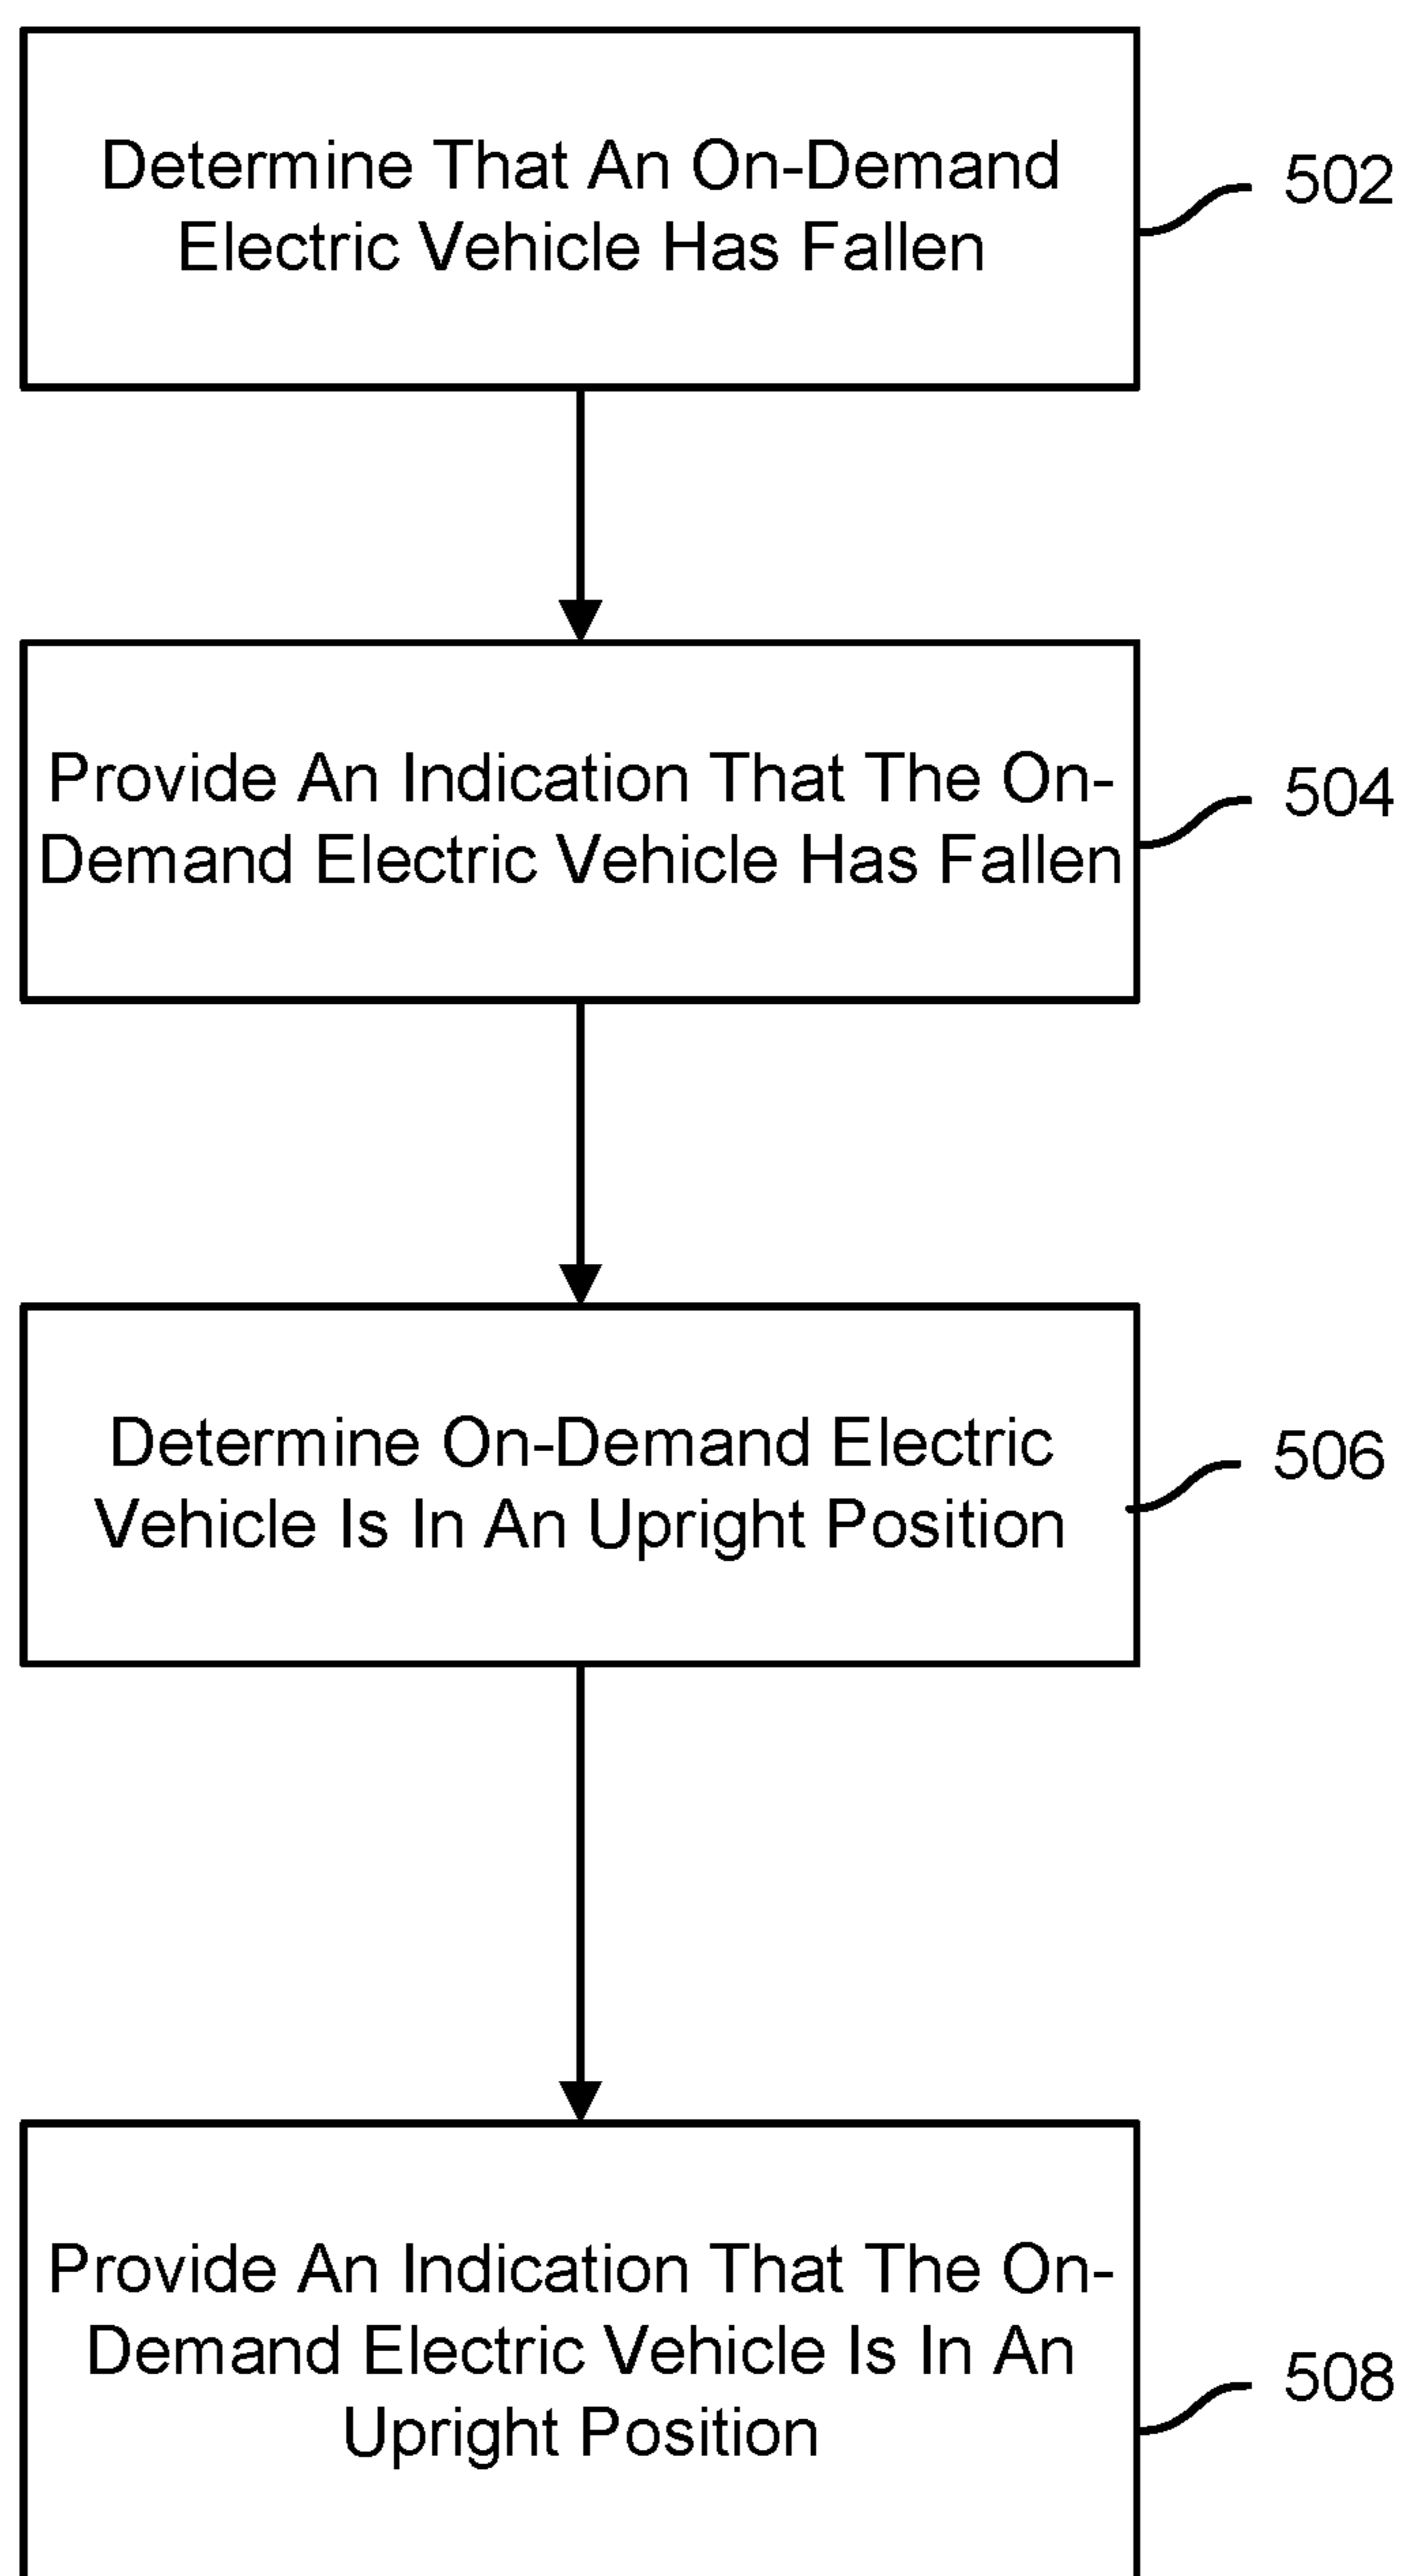 Determine That An On-Demand
Electric Vehicle Has Fallen
502
Provide An Indication That The On-
Demand Electric Vehicle Has Fallen
504
Determine On-Demand Electric
Vehicle Is In An Upright Position
506
Provide An Indication That The On-
Demand Electric Vehicle Is In An
Upright Position
508